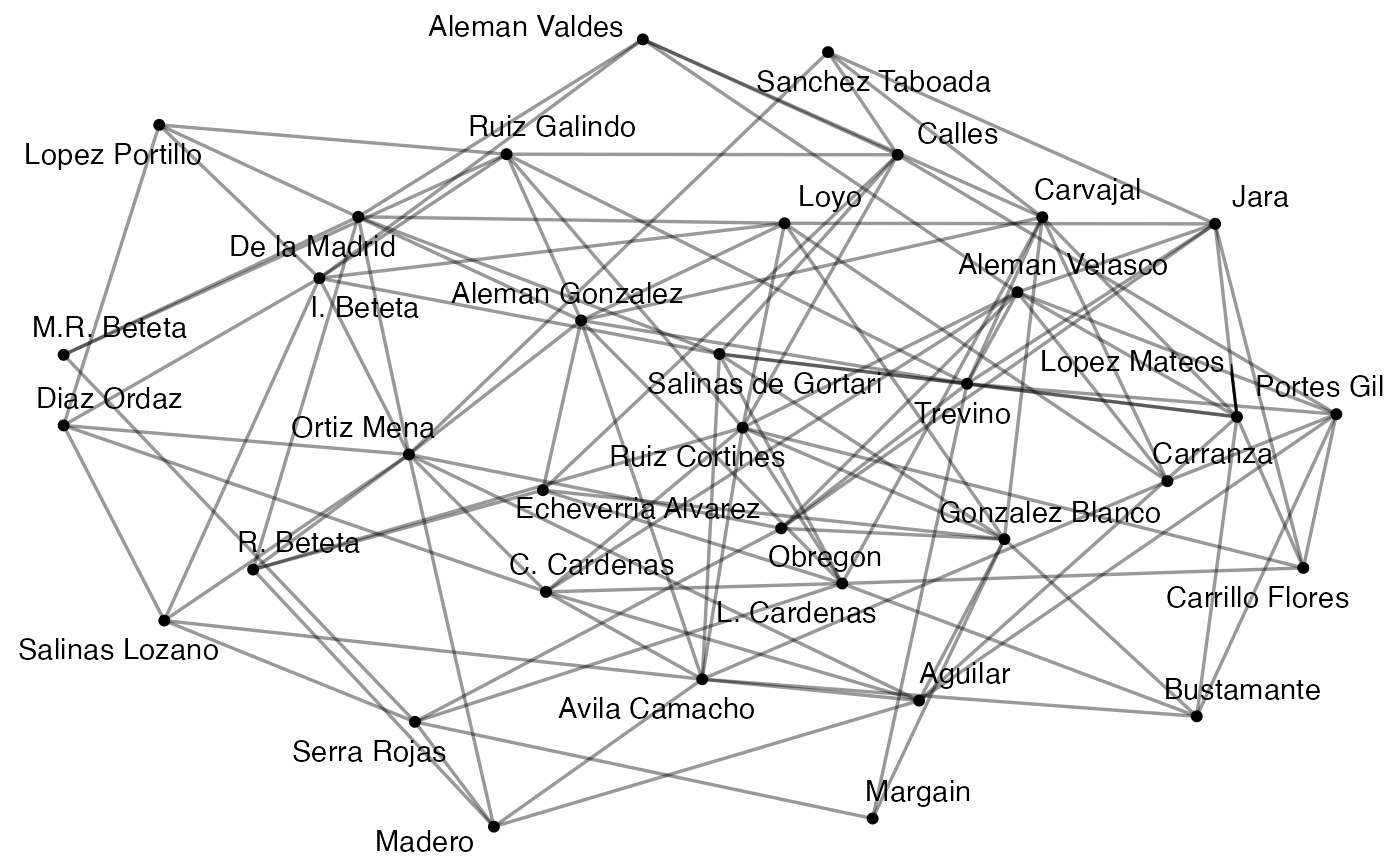 Aleman Valdes
Sanchez Taboada
Ruiz Galindo
Calles
Lopez Portillo
Loyo
Carvajal
Jara
De la Madrid
Aleman Velasco
I. Beteta
Aleman Gonzalez
M.R. Beteta
Lopez Mateos
Salinas de Gortari
Portes Gil
Diaz Ordaz
Trevino
Ortiz Mena
Ruiz Cortines
Carranza
Echeverria Alvarez
Gonzalez Blanco
R. Beteta
Obregon
C. Cardenas
Carrillo Flores
L. Cardenas
Salinas Lozano
Aguilar
Bustamante
Avila Camacho
Serra Rojas
Margain
Madero